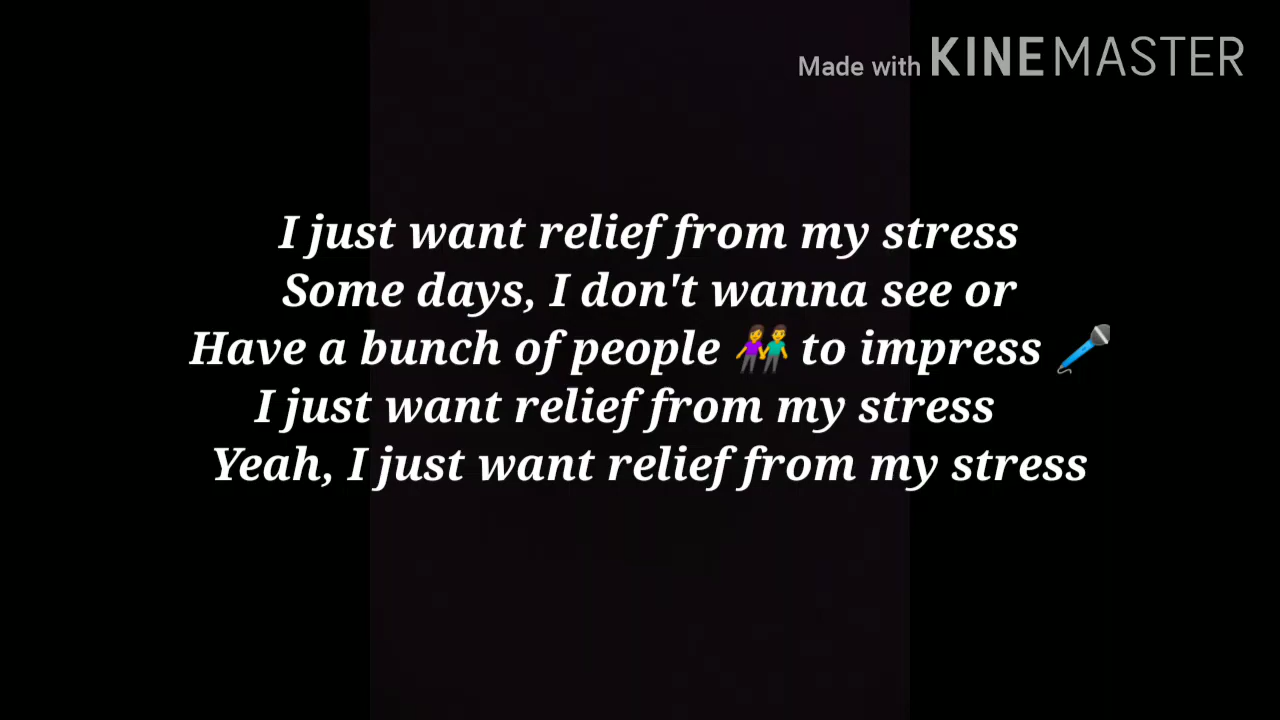 Made with KINEMASTER
I just want relief from my stress
Some days, I don't wanna see or
Have a bunch of people 👫 to impress 🎤
I just want relief from my stress
Yeah, I just want relief from my stress